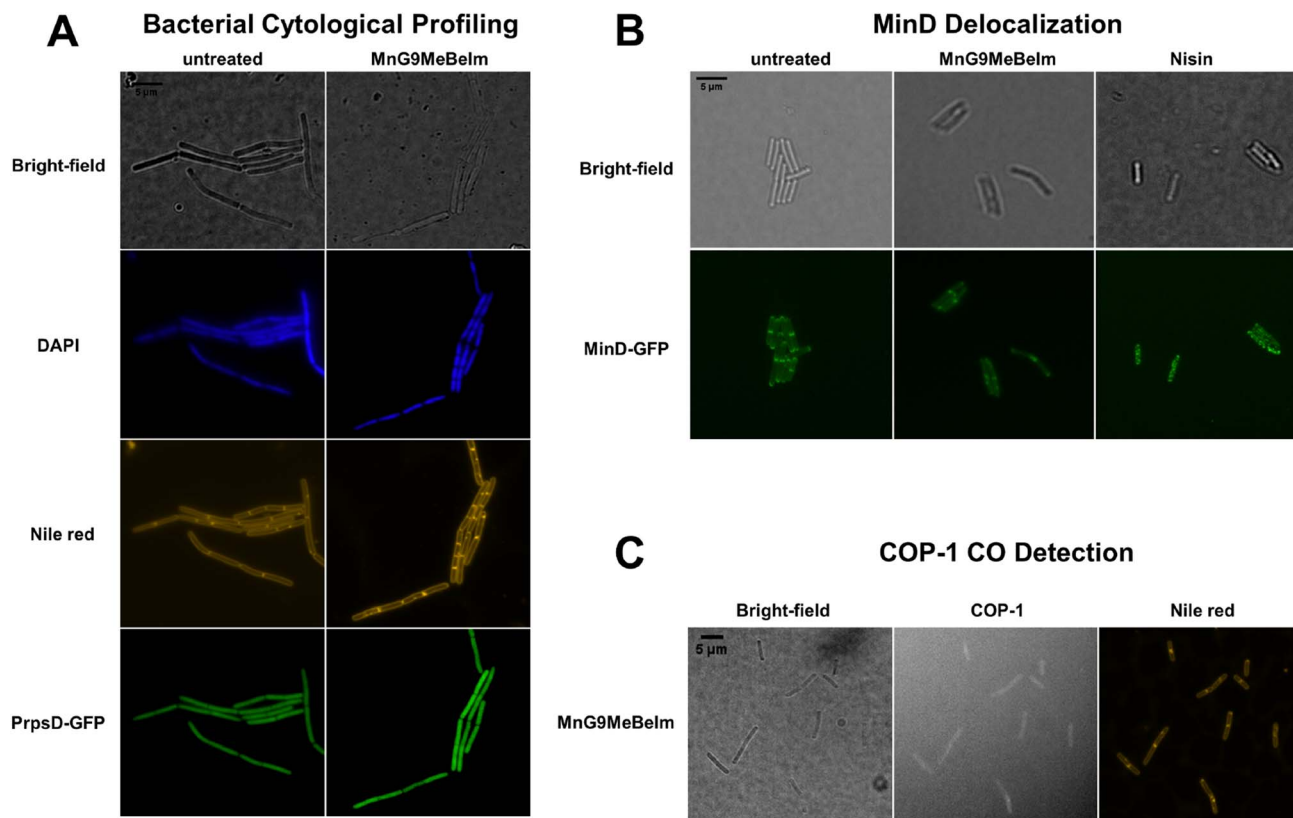 A
Bacterial Cytological Profiling
untreated
MnG9MeBeIm
5 µm
Bright-field
DAPI
Nile red
PrpsD-GFP
B
MinD Delocalization
untreated
MnG9MeBeIm
Nisin
5 µm
Bright-field
MinD-GFP
C
COP-1 CO Detection
Bright-field
COP-1
Nile red
5 µm
MnG9MeBeIm